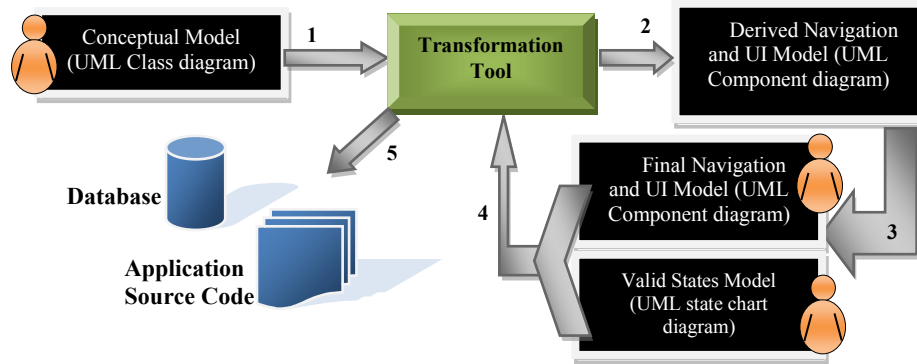 Conceptual Model
(UML Class diagram)
1
Transformation
Tool
2
Derived Navigation
and UI Model (UML
Component diagram)
5
Database
Application
Source Code
4
Final Navigation
and UI Model (UML
Component diagram)
3
Valid States Model
(UML state chart
diagram)